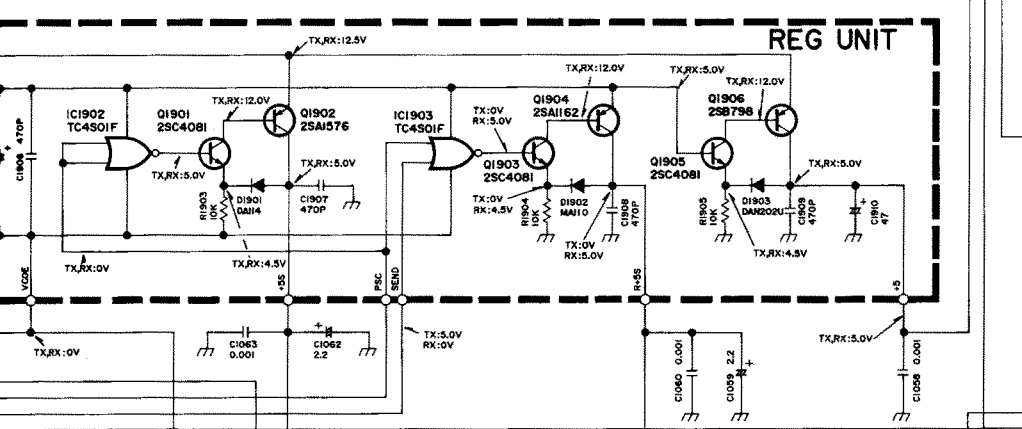 REG UNIT
TX,RX:12.5V
TX,RX:12.0V
TX,RX:5.0V
TX,RX:12.0V
TX,RX:12.0V
IC1902
TC4S01F
Q1901
2SC4081
Q1902
2SA1576
IC1903
TC4S01F
TX:0V
RX:5.0V
Q1904
2SA1162
Q1906
2SB798
C1906 470P
TX,RX:5.0V
TX,RX:5.0V
Q1903
2SC4081
Q1905
2SC4081
TX,RX:5.0V
R1903
10K
D1901
DA114
C1907
470P
TX:0V
RX:4.5V
R1904
10K
D1902
MA110
C1908
470P
R1905
10K
D1903
DAN202U
C1909
470P
C1910
47
TX:0V
RX:5.0V
TX,RX:4.5V
TX,RX:4.5V
TX,RX:0V
VCOE
+5S
PSC
SEND
R+5S
+5
TX,RX:0V
C1063
0.001
C1062
2.2
TX:5.0V
RX:0V
C1060 0.001
C1059 2.2
TX,RX:5.0V
C1058 0.001